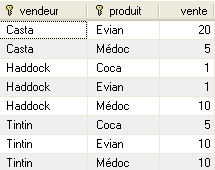 vendeur produit vente
Casta Evian 20
Casta Médoc 5
Haddock Coca 1
Haddock Evian 1
Haddock Médoc 10
Tintin Coca 5
Tintin Evian 10
Tintin Médoc 10